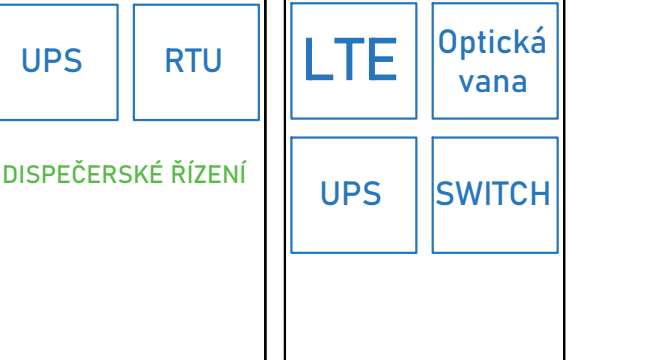 UPS
RTU
DISPEČERSKÉ ŘÍZENÍ
LTE
Optická
vana
UPS
SWITCH